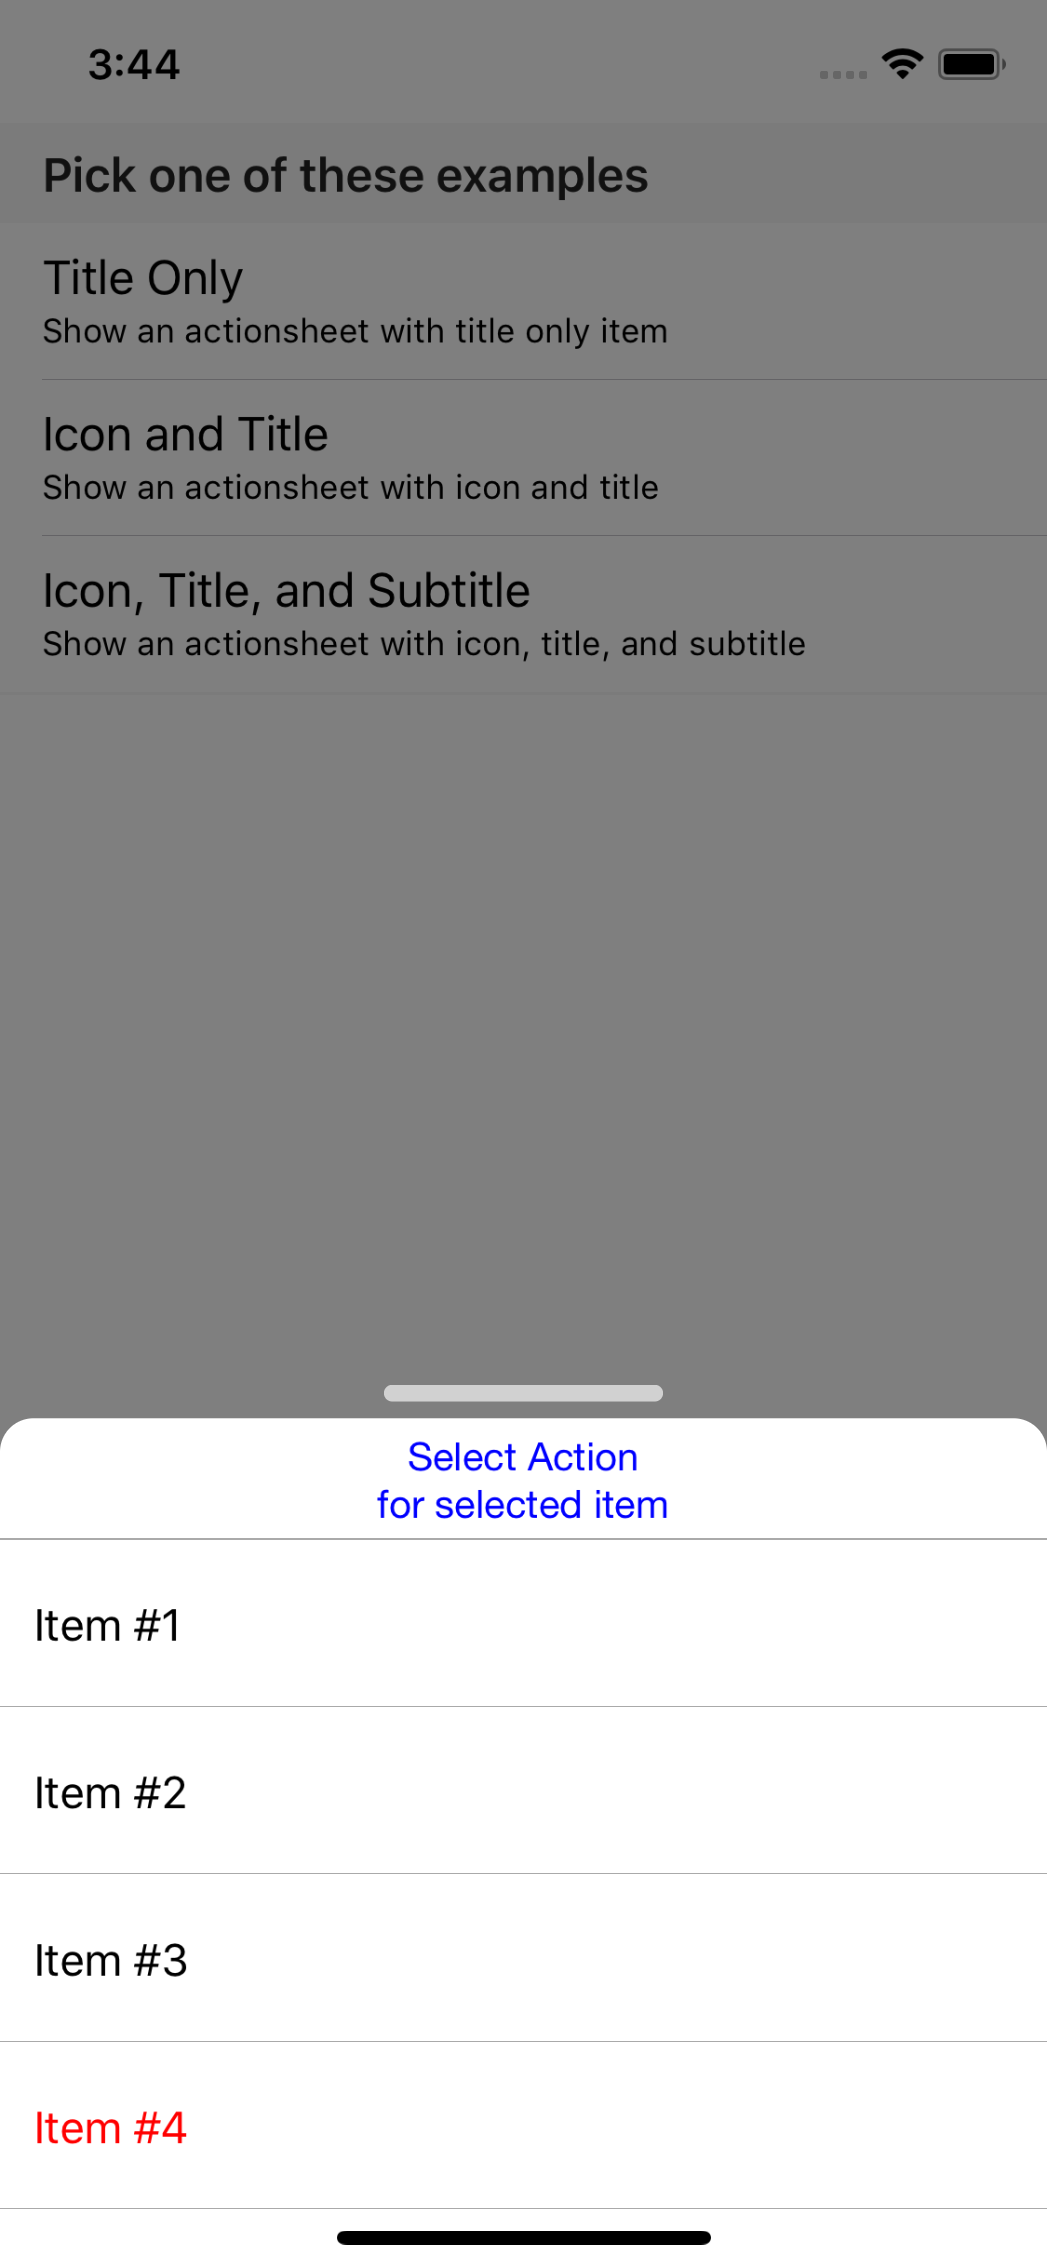 3:44
Pick one of these examples
Title Only
Show an actionsheet with title only item
Icon and Title
Show an actionsheet with icon and title
Icon, Title, and Subtitle
Show an actionsheet with icon, title, and subtitle
Select Action
for selected item
Item #1
Item #2
Item #3
Item #4